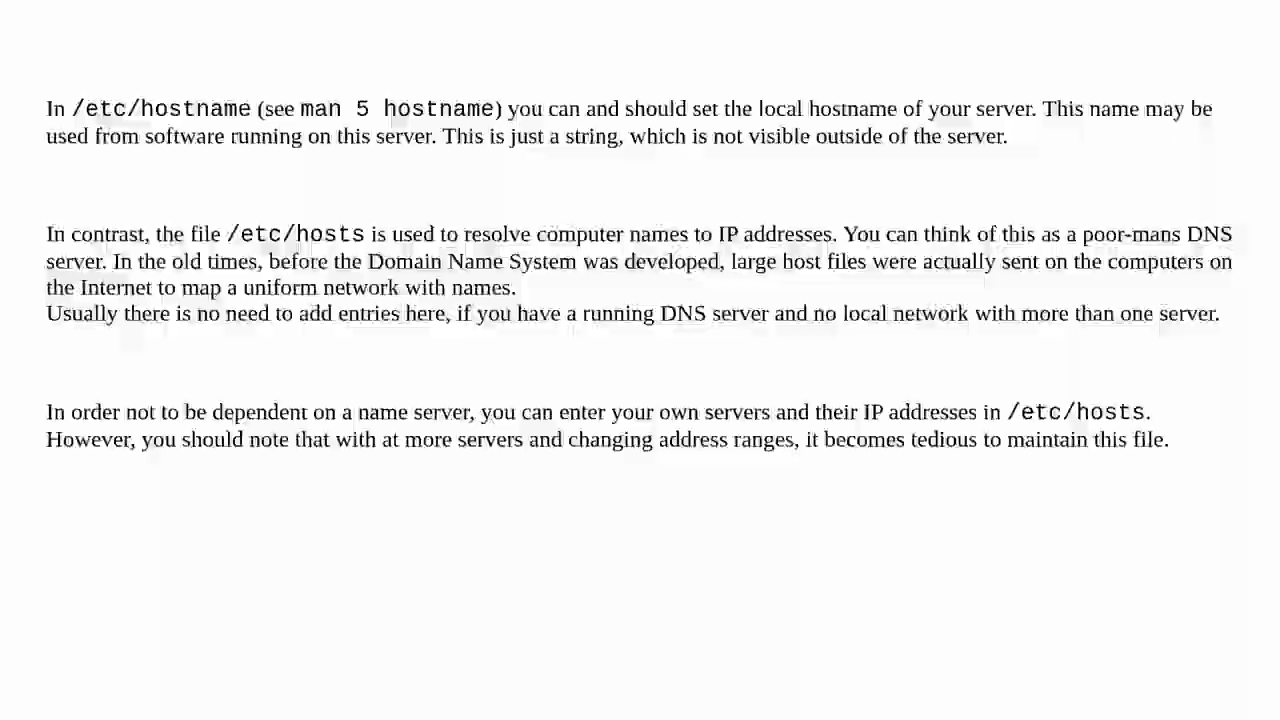 In /etc/hostname (see man 5 hostname) you can and should set the local hostname of your server. This name may be
used from software running on this server. This is just a string, which is not visible outside of the server.
In contrast, the file /etc/hosts is used to resolve computer names to IP addresses. You can think of this as a poor-mans DNS
server. In the old times, before the Domain Name System was developed, large host files were actually sent on the computers on
the Internet to map a uniform network with names.
Usually there is no need to add entries here, if you have a running DNS server and no local network with more than one server.
In order not to be dependent on a name server, you can enter your own servers and their IP addresses in /etc/hosts.
However, you should note that with at more servers and changing address ranges, it becomes tedious to maintain this file.